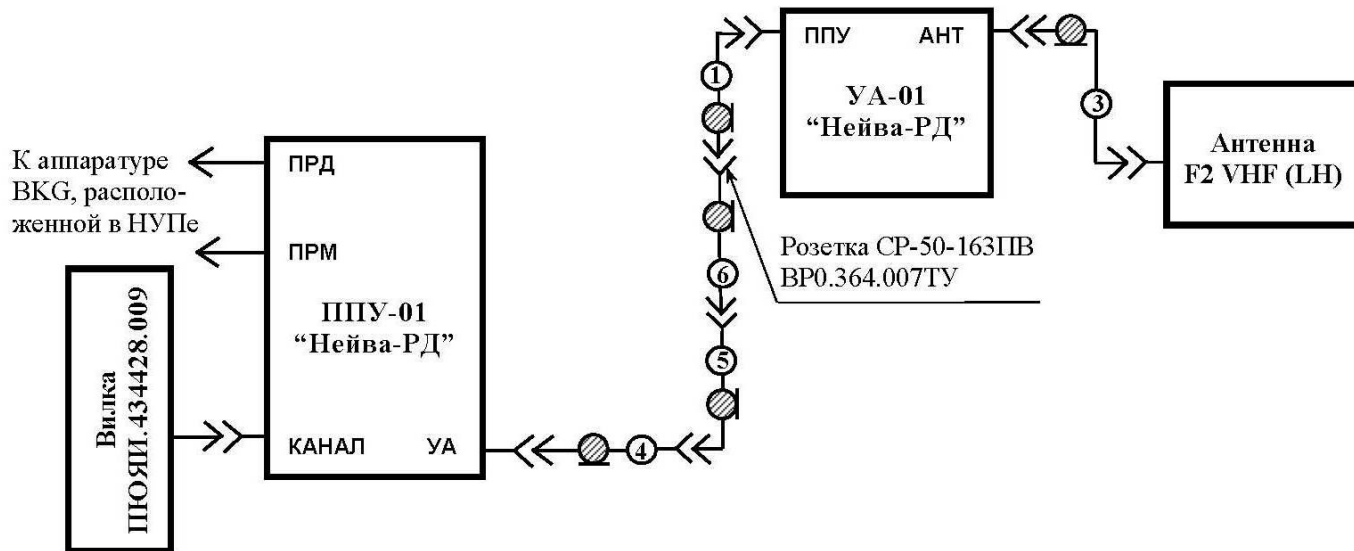 ППУ
АНТ
УА-01
“Нейва-РД”
1
3
Антенна
F2 VHF (LH)
К аппаратуре
BKG, располо-
женной в НУПе
ПРД
ПРМ
ППУ-01
“Нейва-РД”
КАНАЛ
УА
Вилка
ПЮЯИ.434428.009
Розетка СР-50-163ПВ
ВР0.364.007ТУ
6
5
4